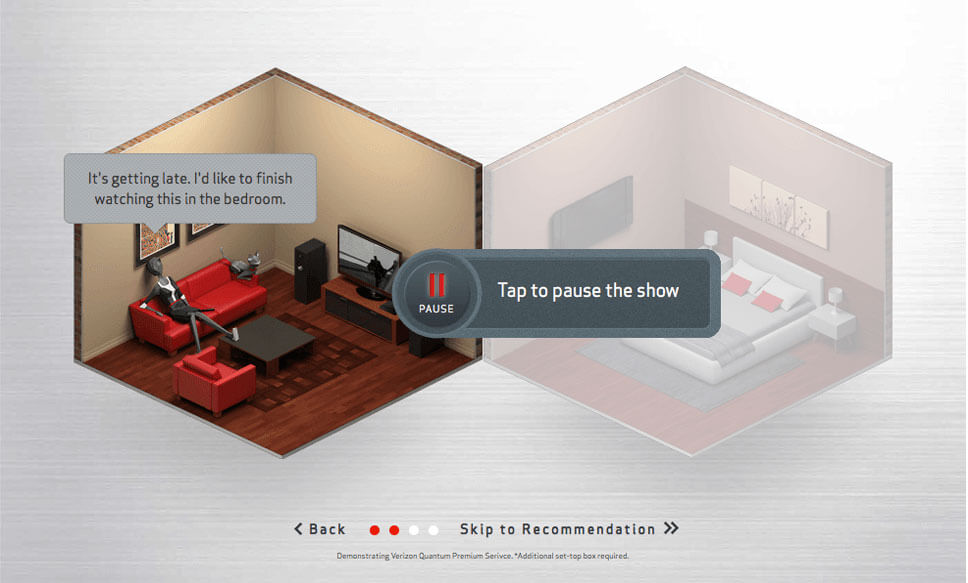 It's getting late. I'd like to finish
watching this in the bedroom.
PAUSE
Tap to pause the show
Back
Skip to Recommendation
Demonstrating Verizon Quantum Premium Serivce. *Additional set-top box required.